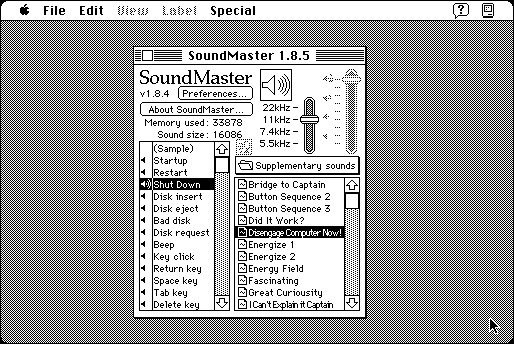 File Edit View Label Special
SoundMaster 1.8.5
SoundMaster
v1.8.4 Preferences...
About SoundMaster...
Memory used: 33878
Sound size: 16086
22kHz
11kHz
7.4kHz
5.5kHz
(Sample)
Startup
Restart
Shut Down
Disk insert
Disk eject
Bad disk
Disk request
Beep
Key click
Return key
Space key
Tab key
Delete key
Supplementary sounds
Bridge to Captain
Button Sequence 2
Button Sequence 3
Did It Work?
Disengage Computer Now!
Energize 1
Energize 2
Energy Field
Fascinating
Great Curiousity
I Can't Explain it Captain